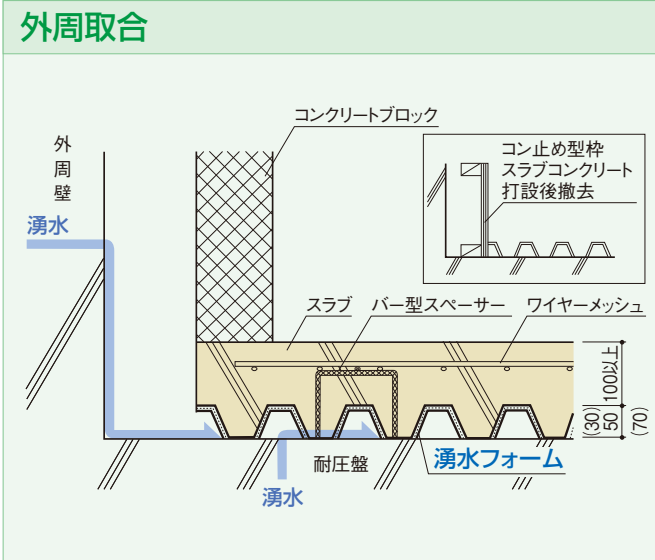 外周取合
コンクリートブロック
外周壁
湧水
コン止め型枠
スラブコンクリート
打設後撤去
スラブ
バー型スペーサー
ワイヤーメッシュ
100以上
(30)
50
(70)
耐圧盤
湧水フォーム
湧水